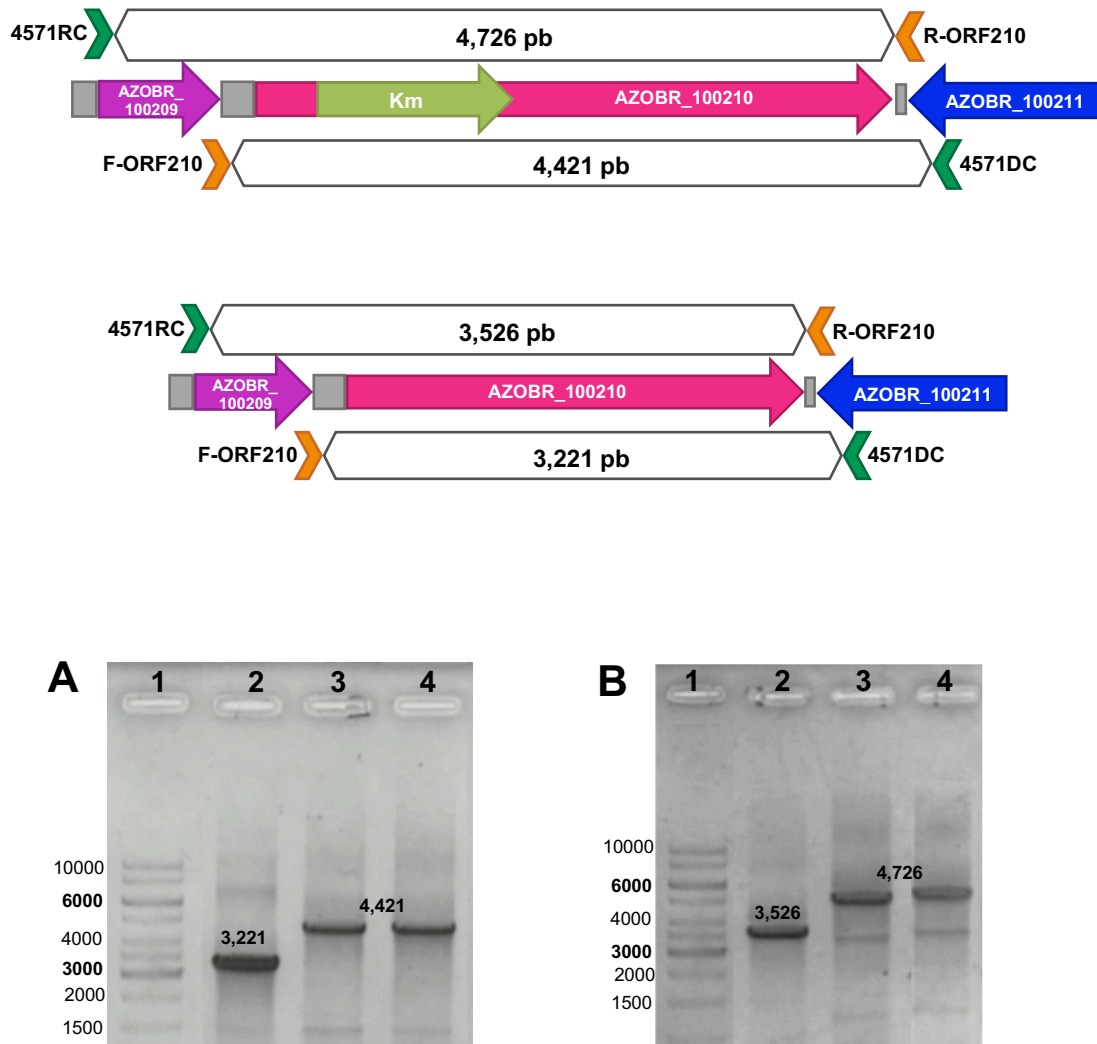 4571RC
4,726 pb
R-ORF210
AZOBR_
100209
Km
AZOBR_100210
AZOBR_100211
F-ORF210
4,421 pb
4571DC
4571RC
3,526 pb
R-ORF210
AZOBR_
100209
AZOBR_100210
AZOBR_100211
F-ORF210
3,221 pb
4571DC
A
1 2 3 4
10000
6000
4000
3000
2000
1500
3,221
4,421
B
1 2 3 4
10000
6000
4000
3000
2000
1500
3,526
4,726